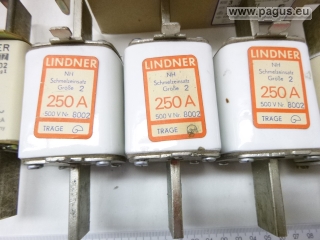 www.pagus.eu
LINDNER
NH
Schmelzeinsatz
Größe 2
250 A
500 V Nr. 8002
TRAGE
LINDNER
NH
Schmelzeinsatz
Größe 2
250 A
500 V Nr. 8002
TRAGE
LINDNER
NH
Schmelzeinsatz
Größe 2
250 A
500 V Nr. 8002
TRAGE